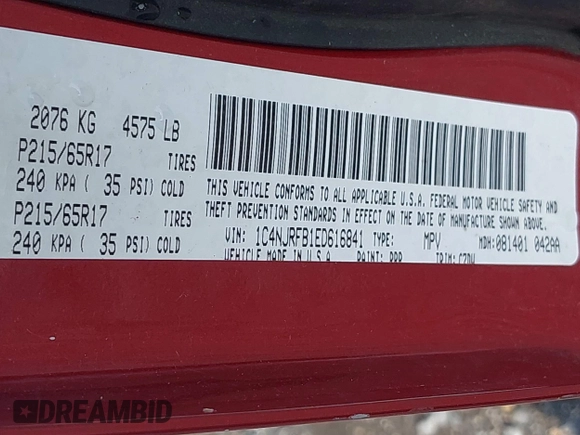 2076 KG 4575 LB
P215/65R17 TIRES
240 KPA ( 35 PSI) COLD
P215/65R17 TIRES
240 KPA ( 35 PSI) COLD
THIS VEHICLE CONFORMS TO ALL APPLICABLE U.S.A. FEDERAL MOTOR VEHICLE SAFETY AND
THEFT PREVENTION STANDARDS IN EFFECT ON THE DATE OF MANUFACTURE SHOWN ABOVE.
VIN: 1C4NJRFB1ED616841 TYPE: MPV MDH: 081401 042AA
VEHICLE MADE IN U.S.A PAINT: PRP TRIM:
DREAMBID